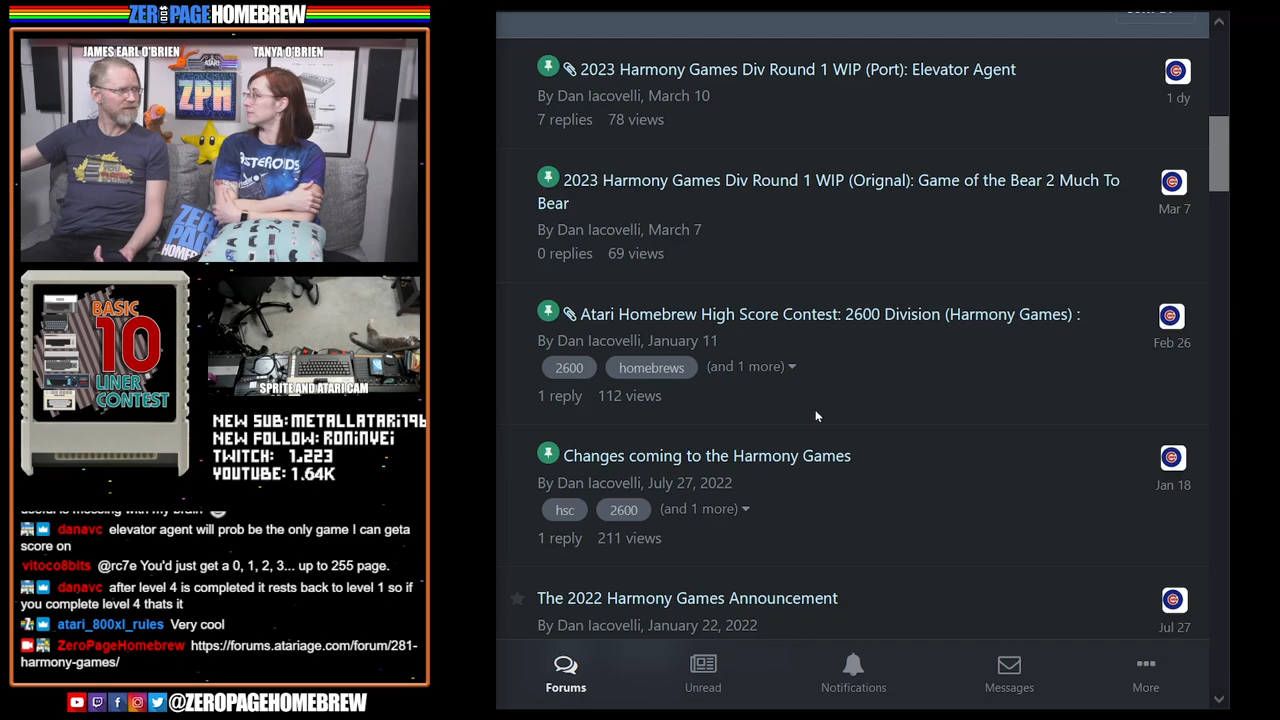 ZEROPAGEHOMEBREW
JAMES EARL O'BRIEN
TANYA O'BRIEN
ATARI
ZPH
ASTEROIDS
ZERO
PAGE
BASIC
10
LINER
CONTEST
SPRITE AND ATARI CAM
NEW SUB: METALLATARI196
NEW FOLLOW: RONINVEI
TWITCH: 1,223
YOUTUBE: 1.64K
danavc elevator agent will prob be the only game I can geta
score on
vitoco8bits @rc7e You'd just get a 0, 1, 2, 3... up to 255 page.
danavc after level 4 is completed it rests back to level 1 so if
you complete level 4 thats it
atari_800xl_rules Very cool
ZeroPageHomebrew https://forums.atariage.com/forum/281-
harmony-games/
@ZEROPAGEHOMEBREW
2023 Harmony Games Div Round 1 WIP (Port): Elevator Agent
By Dan Iacovelli, March 10
7 replies 78 views
1 dy
2023 Harmony Games Div Round 1 WIP (Orignal): Game of the Bear 2 Much To
Bear
By Dan Iacovelli, March 7
0 replies 69 views
Mar 7
Atari Homebrew High Score Contest: 2600 Division (Harmony Games) :
By Dan Iacovelli, January 11
2600 homebrews (and 1 more)
1 reply 112 views
Feb 26
Changes coming to the Harmony Games
By Dan Iacovelli, July 27, 2022
hsc 2600 (and 1 more)
1 reply 211 views
Jan 18
The 2022 Harmony Games Announcement
By Dan Iacovelli, January 22, 2022
Jul 27
Forums
Unread
Notifications
Messages
More